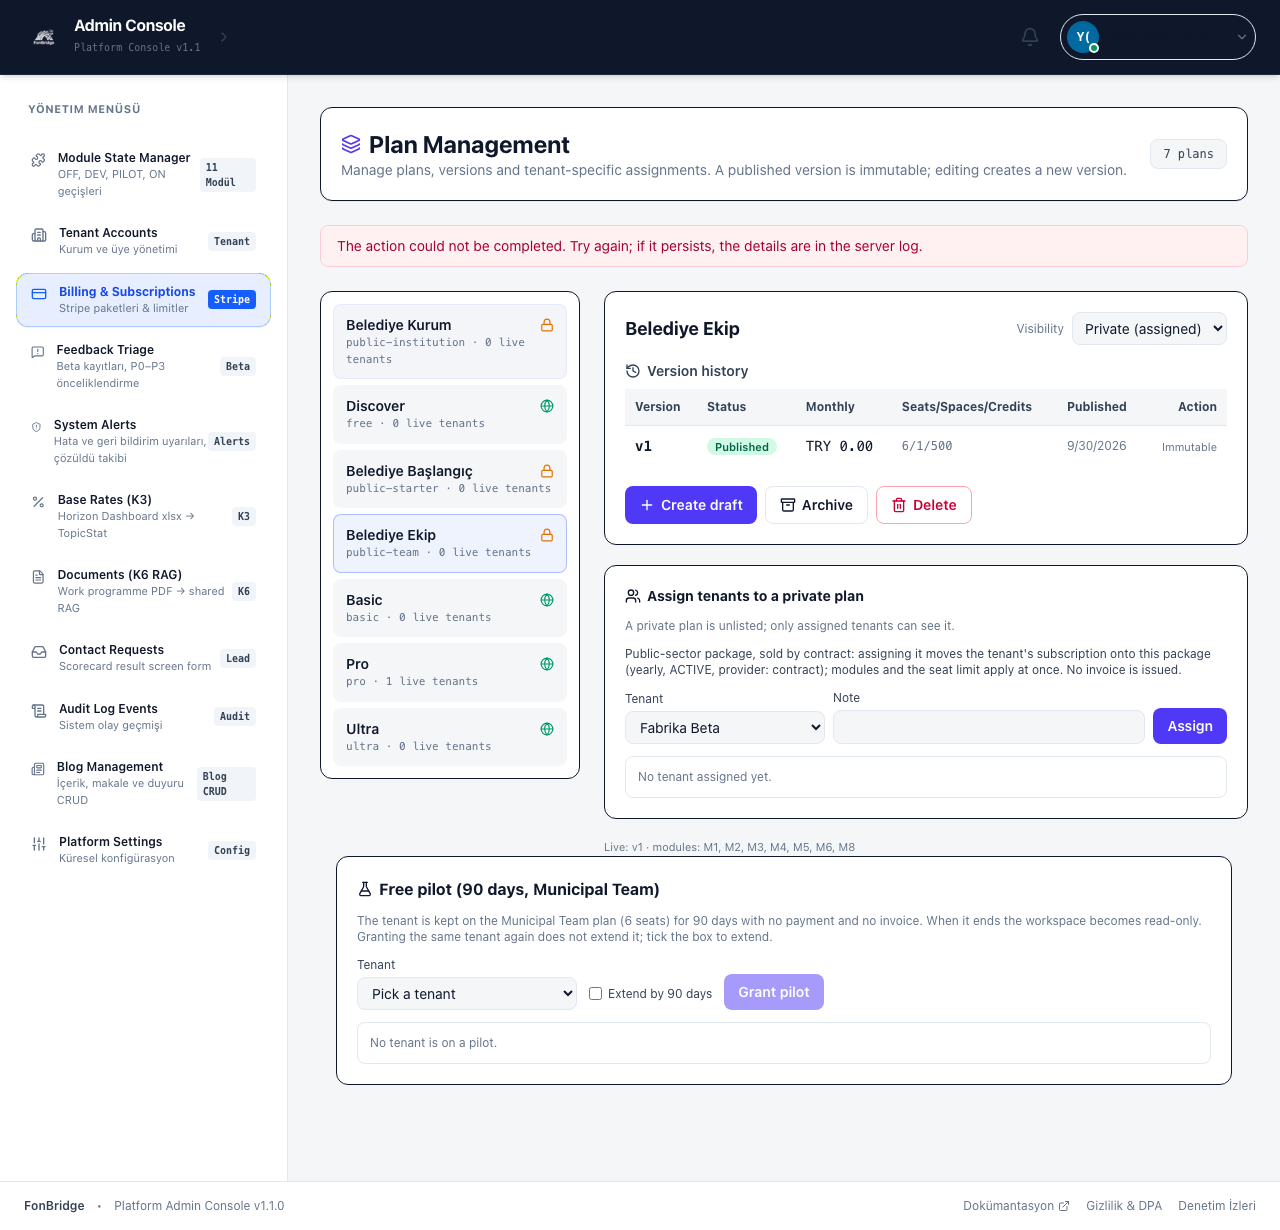 Admin Console
Platform Console v1.1
FonBridge
Y(
YÖNETIM MENÜSÜ
Module State Manager
OFF, DEV, PILOT, ON
geçişleri
11
Modül
Tenant Accounts
Kurum ve üye yönetimi
Tenant
Billing & Subscriptions
Stripe paketleri & limitler
Stripe
Feedback Triage
Beta kayıtları, P0–P3
önceliklendirme
Beta
System Alerts
Hata ve geri bildirim uyarıları,
çözüldü takibi
Alerts
Base Rates (K3)
Horizon Dashboard xlsx →
TopicStat
K3
Documents (K6 RAG)
Work programme PDF → shared
RAG
K6
Contact Requests
Scorecard result screen form
Lead
Audit Log Events
Sistem olay geçmişi
Audit
Blog Management
İçerik, makale ve duyuru
CRUD
Blog
CRUD
Platform Settings
Küresel konfigürasyon
Config
Plan Management
Manage plans, versions and tenant-specific assignments. A published version is immutable; editing creates a new version.
7 plans
The action could not be completed. Try again; if it persists, the details are in the server log.
Belediye Kurum
public-institution · 0 live
tenants
Discover
free · 0 live tenants
Belediye Başlangıç
public-starter · 0 live tenants
Belediye Ekip
public-team · 0 live tenants
Basic
basic · 0 live tenants
Pro
pro · 1 live tenants
Ultra
ultra · 0 live tenants
Belediye Ekip
Visibility
Private (assigned)
Version history
Version Status Monthly Seats/Spaces/Credits Published Action
v1 Published TRY 0.00 6/1/500 9/30/2026 Immutable
Create draft
Archive
Delete
Assign tenants to a private plan
A private plan is unlisted; only assigned tenants can see it.
Public-sector package, sold by contract: assigning it moves the tenant's subscription onto this package
(yearly, ACTIVE, provider: contract); modules and the seat limit apply at once. No invoice is issued.
Tenant
Note
Fabrika Beta
Assign
No tenant assigned yet.
Live: v1 · modules: M1, M2, M3, M4, M5, M6, M8
Free pilot (90 days, Municipal Team)
The tenant is kept on the Municipal Team plan (6 seats) for 90 days with no payment and no invoice. When it ends the workspace becomes read-only.
Granting the same tenant again does not extend it; tick the box to extend.
Tenant
Pick a tenant
Extend by 90 days
Grant pilot
No tenant is on a pilot.
FonBridge • Platform Admin Console v1.1.0
Dokümantasyon
Gizlilik & DPA
Denetim İzleri